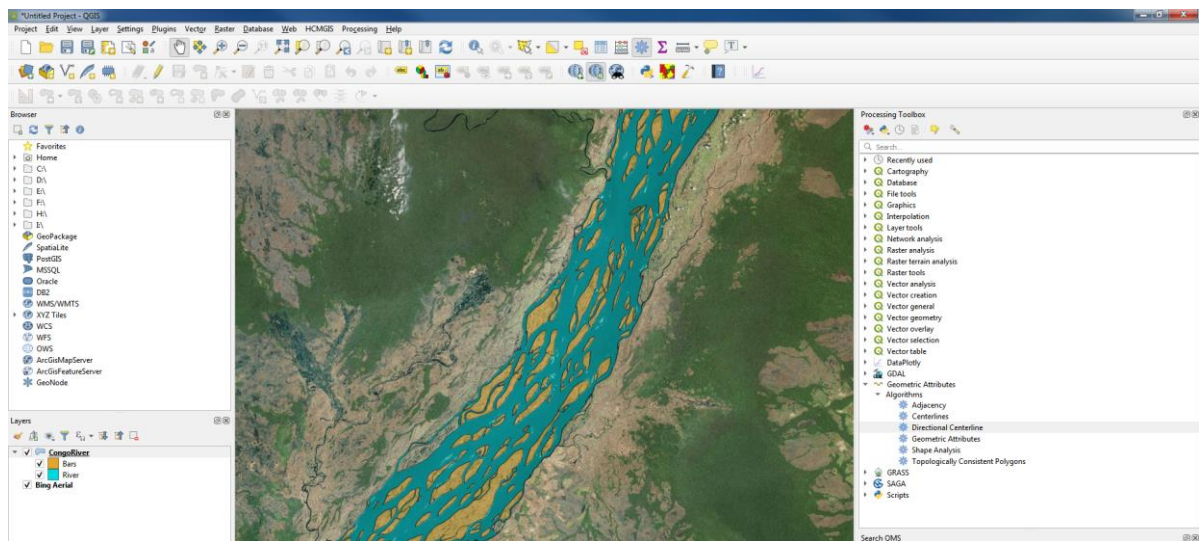 *Untitled Project - QGIS
Project Edit View Layer Settings Plugins Vector Raster Database Web HCMGIS Processing Help
Browser
Favorites
Home
C:\
D:\
E:\
F:\
H:\
I:\
GeoPackage
SpatiaLite
PostGIS
MSSQL
Oracle
DB2
WMS/WMTS
XYZ Tiles
WCS
WFS
OWS
ArcGisMapServer
ArcGisFeatureServer
GeoNode
Layers
CongoRiver
Bars
River
Bing Aerial
Processing Toolbox
Search...
Recently used
Cartography
Database
File tools
Graphics
Interpolation
Layer tools
Network analysis
Raster analysis
Raster terrain analysis
Raster tools
Vector analysis
Vector creation
Vector general
Vector geometry
Vector overlay
Vector selection
Vector table
DataPlotly
GDAL
Geometric Attributes
Algorithms
Adjacency
Centerlines
Directional Centerline
Geometric Attributes
Shape Analysis
Topologically Consistent Polygons
GRASS
SAGA
Scripts
Search OMS